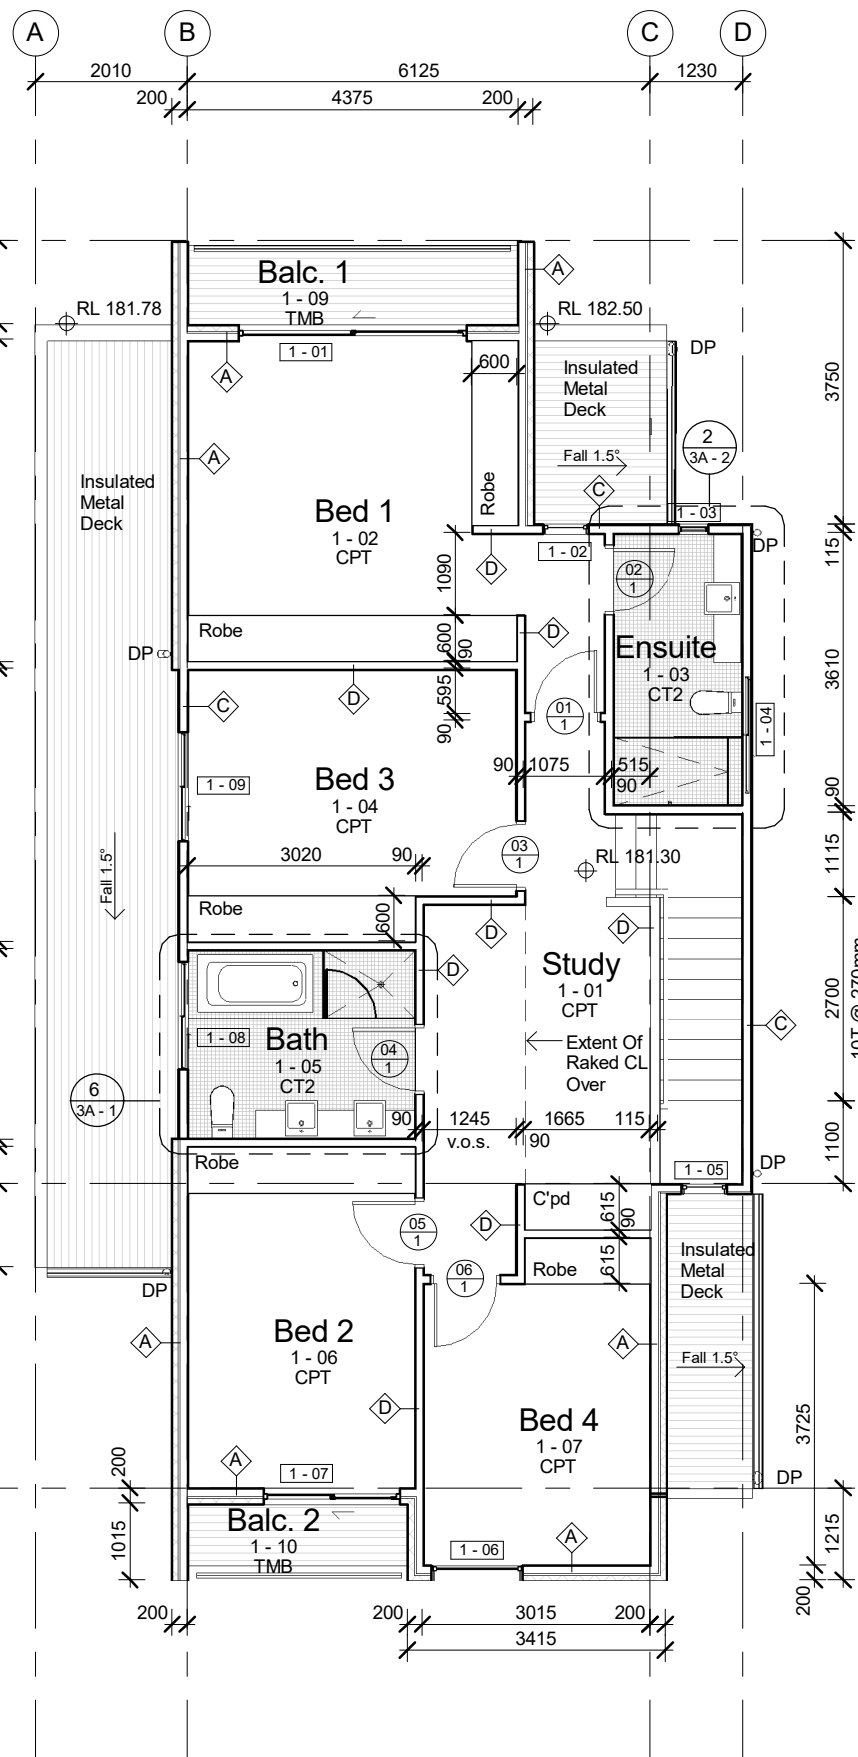 A
B
C
D
2010
6125
1230
200
4375
200
Balc. 1
1 - 09
TMB
A
RL 181.78
RL 182.50
1 - 01
DP
A
600
Insulated
Metal
Deck
3750
2
3A - 2
A
Fall 1.5°
Insulated
Metal
Deck
Robe
C
Bed 1
1 - 02
CPT
1 - 03
1 - 02
DP
115
D
1090
02
1
Robe
D
600
90
Ensuite
1 - 03
CT2
DP
3610
D
595
C
01
1
1 - 04
90
Bed 3
1 - 04
CPT
90
1075
515
90
1 - 09
90
3020
90
03
1
RL 181.30
1115
Fall 1.5°
Robe
600
D
D
D
Study
1 - 01
CPT
2700
10T @ 270mm
C
1 - 08
Bath
1 - 05
CT2
04
1
Extent Of
Raked CL
Over
6
3A - 1
90
1245
1665
115
v.o.s.
90
1100
Robe
1 - 05
DP
C'pd
615
90
05
1
D
06
1
Robe
615
Insulated
Metal
Deck
DP
A
Bed 2
1 - 06
CPT
A
Fall 1.5°
D
Bed 4
1 - 07
CPT
3725
200
A
1 - 07
DP
Balc. 2
1 - 10
TMB
1015
1 - 06
A
1215
200
200
200
3015
200
3415